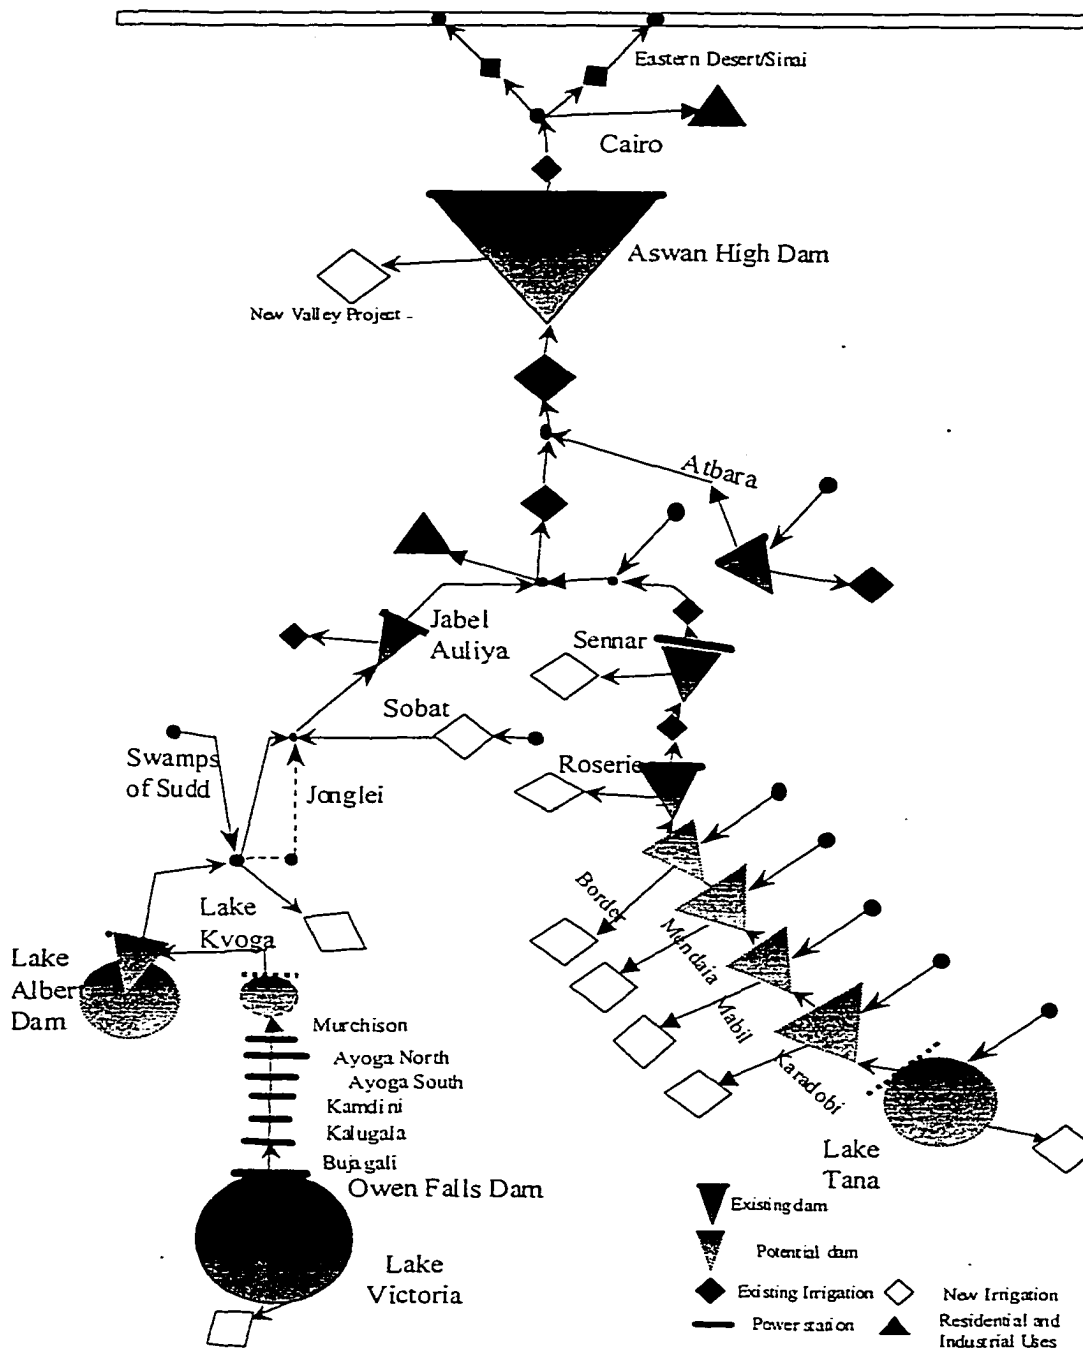 Eastern Desert/Sinai
Cairo
Aswan High Dam
New Valley Project
Atbara
Jabel
Auliya
Sennar
Sobat
Swamps
of Sudd
Jonglei
Roseries
Border
Mendaia
Mabil
Karadobi
Lake
Kyoga
Lake
Albert
Dam
Murchison
Ayoga North
Ayoga South
Kamdini
Kalugala
Bujagali
Owen Falls Dam
Lake
Victoria
Lake
Tana
Existing dam
Potential dam
Existing Irrigation
New Irrigation
Power station
Residential and
Industrial Uses